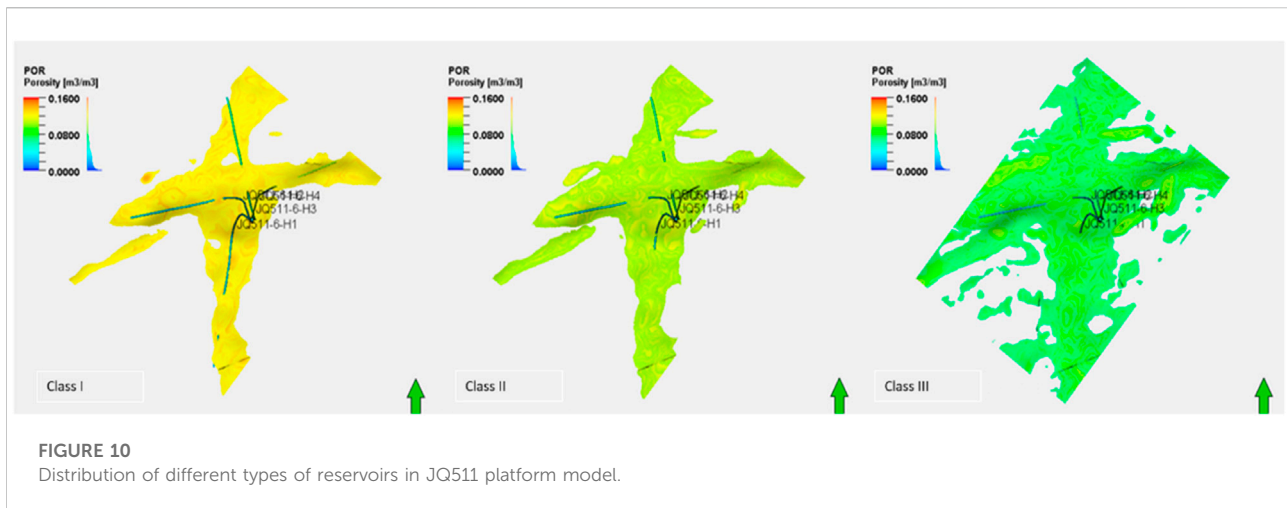 POR
Porosity [m3/m3]
0.1600
0.0800
0.0000
JQ511-6-H3
JQ511-6-H1
Class I
POR
Porosity [m3/m3]
0.1600
0.0800
0.0000
JQ511-6-H3
Class II
POR
Porosity [m3/m3]
0.1600
0.0800
0.0000
JQ511-6-H3
Class III
FIGURE 10
Distribution of different types of reservoirs in JQ511 platform model.